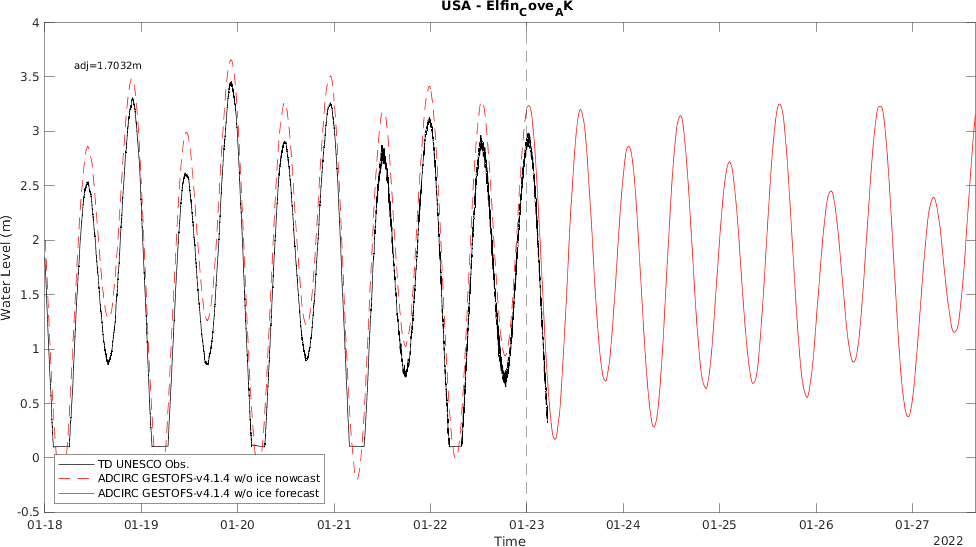 USA - ElfinCoveAK
4
3.5
3
2.5
2
1.5
1
0.5
0
-0.5
adj=1.7032m
Water Level (m)
TD UNESCO Obs.
ADCIRC GESTOFS-v4.1.4 w/o ice nowcast
ADCIRC GESTOFS-v4.1.4 w/o ice forecast
01-18 01-19 01-20 01-21 01-22 01-23 01-24 01-25 01-26 01-27
Time
2022